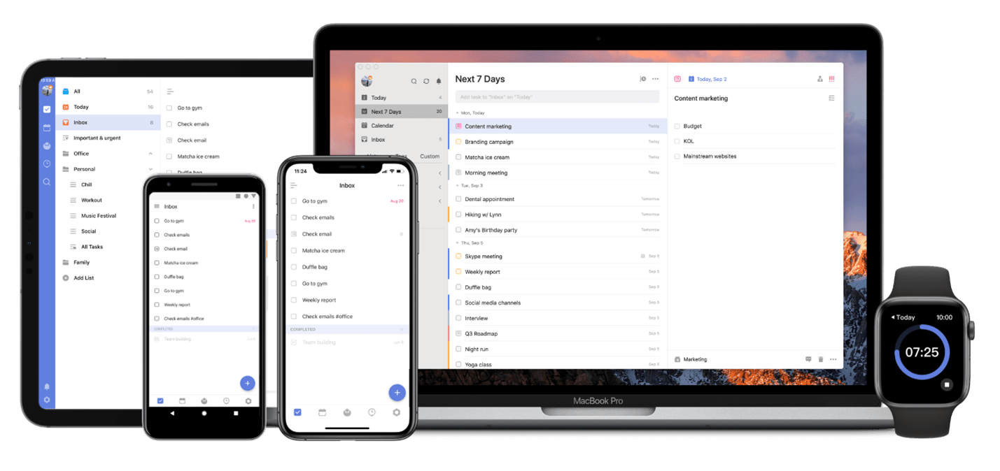 10:59 A
All 54
Today 16
Inbox 8
Important & urgent
Office
Personal
Chill
Workout
Music Festival
Social
All Tasks
Family
Add List
Go to gym
Check emails
Check email
Matcha ice cream
Duffle bag
Inbox
Go to gym
Check emails
Check email
Matcha ice cream
Duffle bag
Go to gym
Weekly report
Check emails #office
COMPLETED
Team building
11:24
Inbox
Go to gym Aug 20
Check emails
Check email
Matcha ice cream
Duffle bag
Go to gym
Weekly report
Check emails #office
COMPLETED
Team building
Today 4
Next 7 Days 20
Calendar
Inbox 5
Custom
Next 7 Days
Add task to "Inbox" on "Today"
Mon, Today
Content marketing Today
Branding campaign Today
Matcha ice cream Today
Morning meeting Today
Tue, Sep 3
Dental appointment Tomorrow
Hiking w/ Lynn Tomorrow
Amy's Birthday party Tomorrow
Thu, Sep 5
Skype meeting Sep 5
Weekly report Sep 5
Duffle bag Sep 5
Social media channels Sep 5
Interview Sep 5
Q3 Roadmap Sep 5
Night run Sep 5
Yoga class Sep 5
Today, Sep 2
Content marketing
Budget
KOL
Mainstream websites
Marketing
MacBook Pro
Today 10:00
07:25